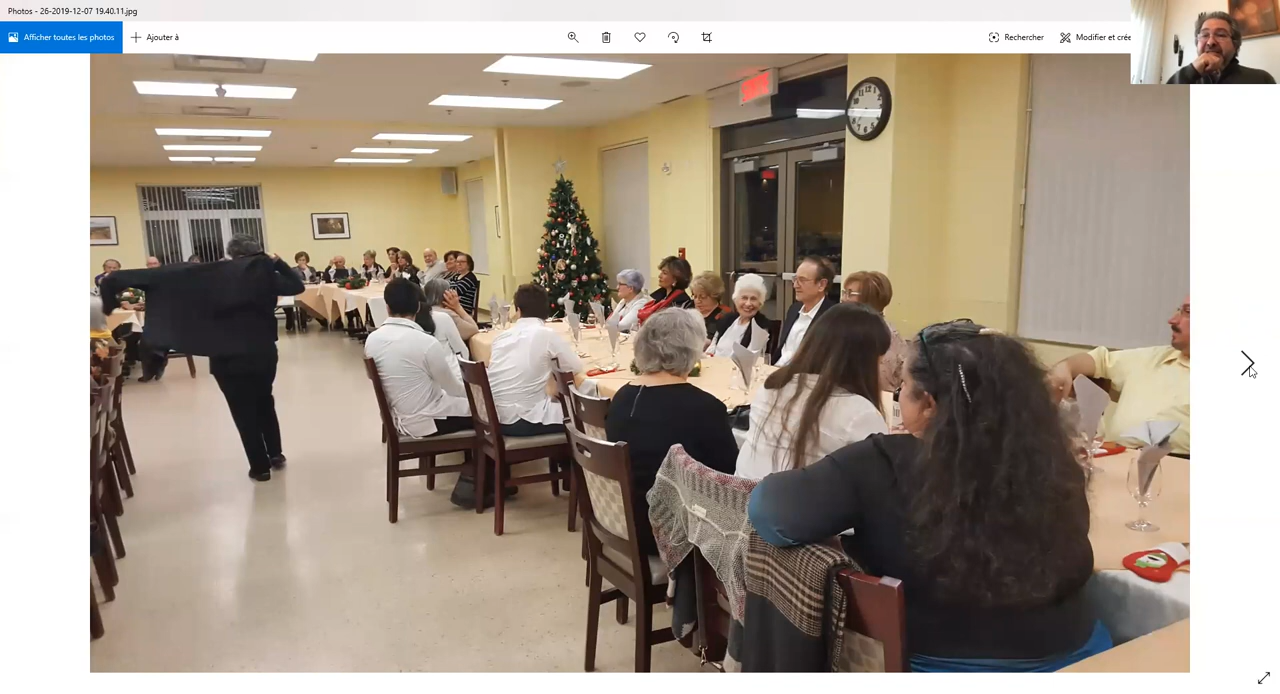 Photos - 26-2019-12-07 19.40.11.jpg
Afficher toutes les photos
Ajouter à
Rechercher
Modifier et crée